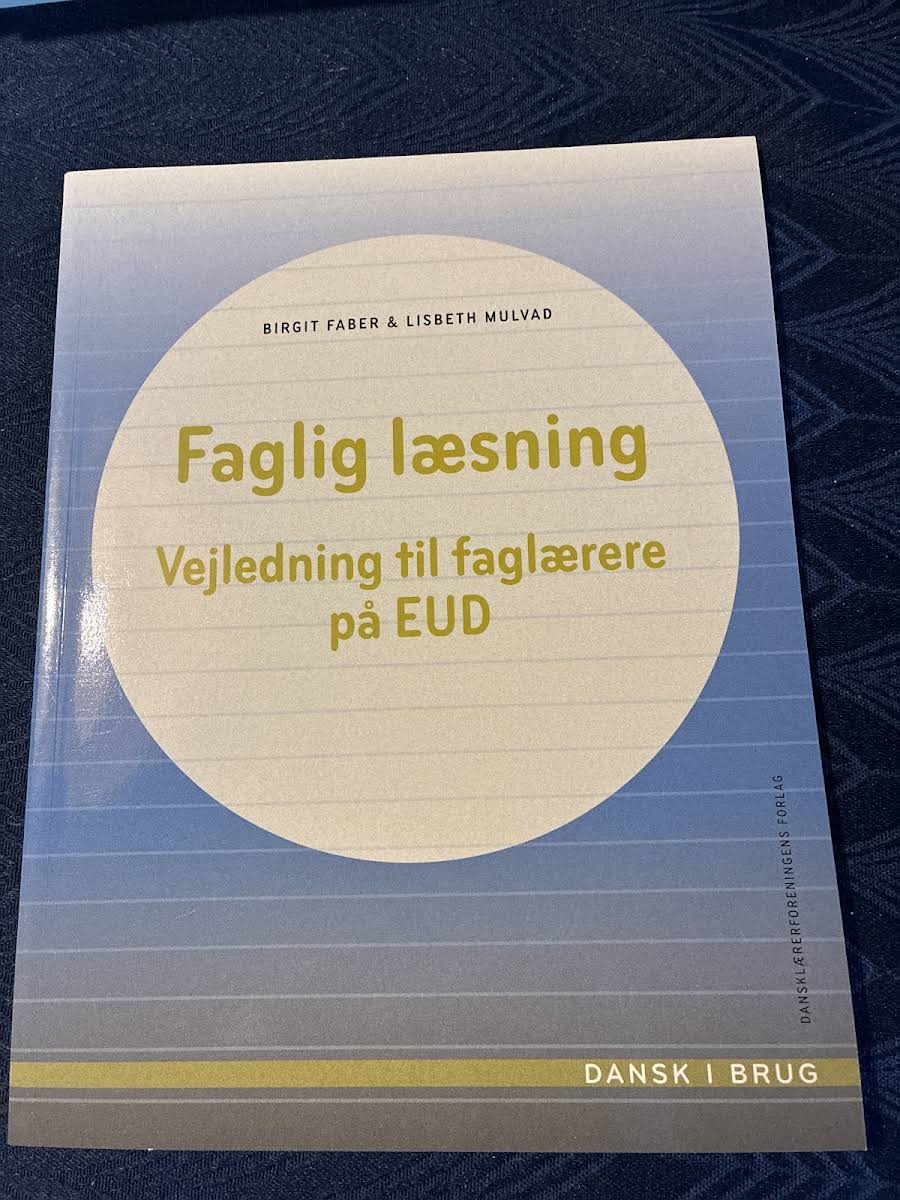 BIRGIT FABER & LISBETH MULVAD
Faglig læsning
Vejledning til faglærere
på EUD
DANSKLÆRERFORENINGENS FORLAG
DANSK I BRUG